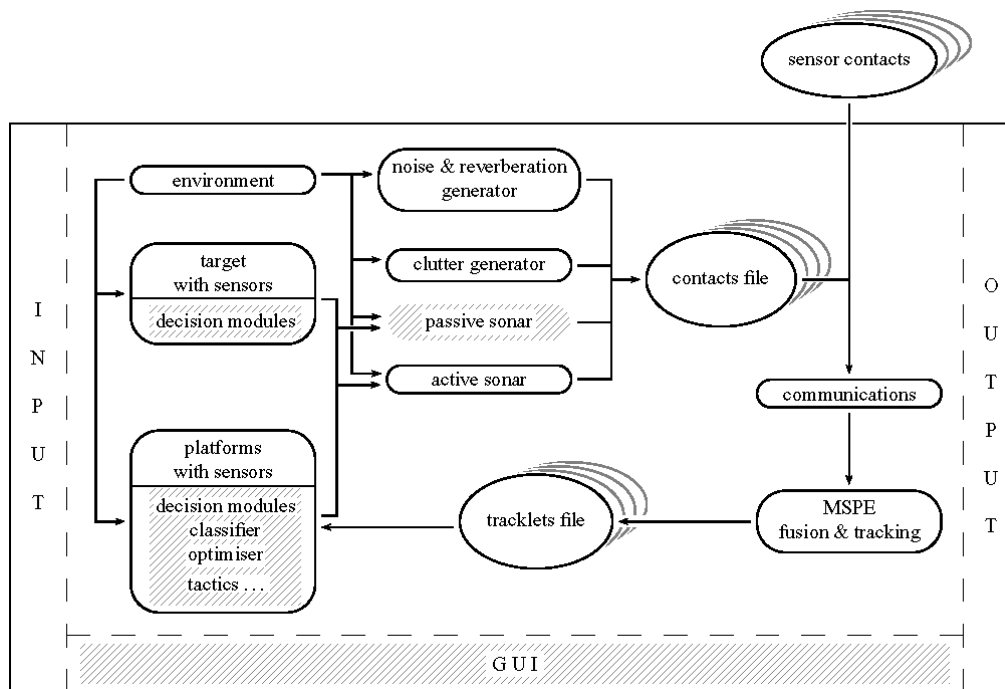 sensor contacts
environment
noise & reverberation
generator
target
with sensors
decision modules
clutter generator
contacts file
passive sonar
active sonar
communications
platforms
with sensors
decision modules
classifier
optimiser
tactics . . .
tracklets file
MSPE
fusion & tracking
I N P U T
O U T P U T
G U I